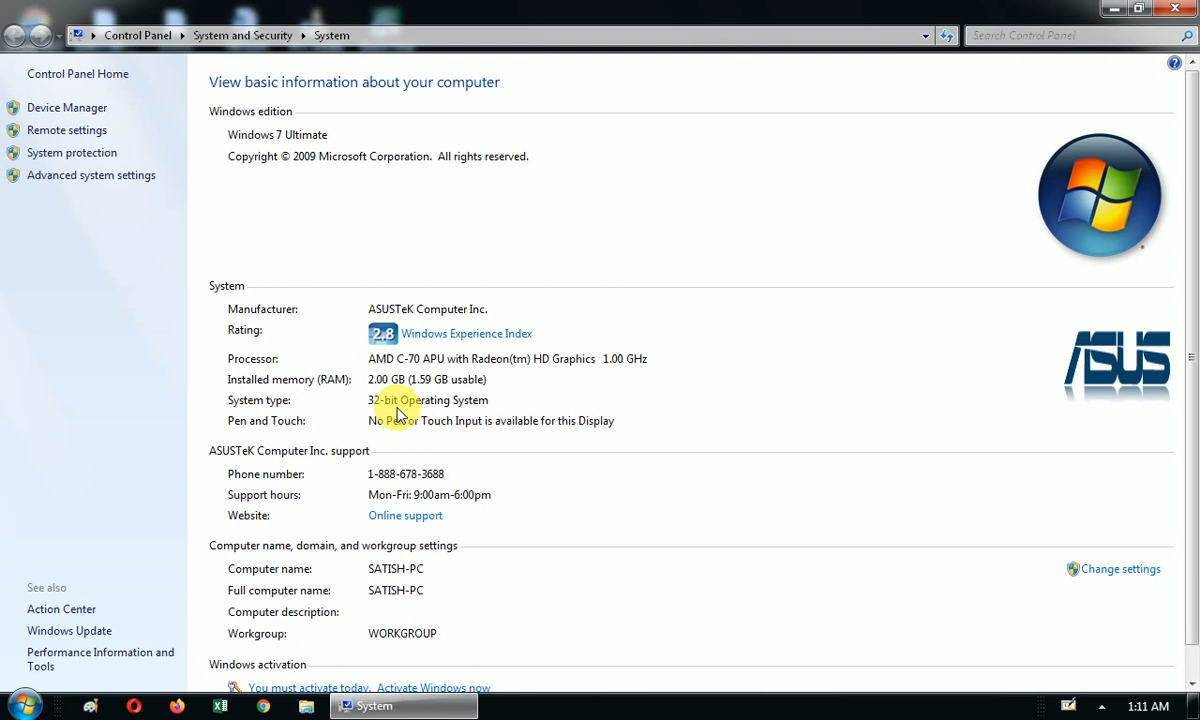 Control Panel ▸ System and Security ▸ System
Search Control Panel
Control Panel Home
Device Manager
Remote settings
System protection
Advanced system settings
See also
Action Center
Windows Update
Performance Information and
Tools
View basic information about your computer
Windows edition
Windows 7 Ultimate
Copyright © 2009 Microsoft Corporation. All rights reserved.
System
Manufacturer: ASUSTeK Computer Inc.
Rating: 2,8 Windows Experience Index
Processor: AMD C-70 APU with Radeon(tm) HD Graphics 1.00 GHz
Installed memory (RAM): 2.00 GB (1.59 GB usable)
System type: 32-bit Operating System
Pen and Touch: No Pen or Touch Input is available for this Display
ASUS
ASUSTeK Computer Inc. support
Phone number: 1-888-678-3688
Support hours: Mon-Fri: 9:00am-6:00pm
Website: Online support
Computer name, domain, and workgroup settings
Computer name: SATISH-PC
Change settings
Full computer name: SATISH-PC
Computer description:
Workgroup: WORKGROUP
Windows activation
You must activate today. Activate Windows now
System
1:11 AM